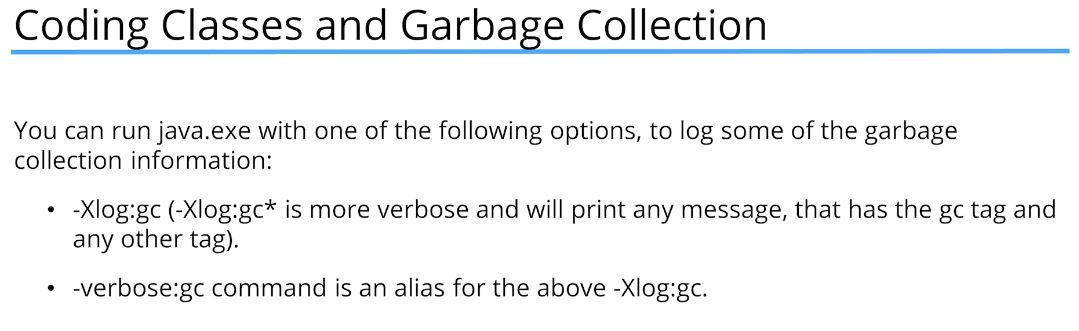 Coding Classes and Garbage Collection
You can run java.exe with one of the following options, to log some of the garbage
collection information:
• -Xlog:gc (-Xlog:gc* is more verbose and will print any message, that has the gc tag and
any other tag).
• -verbose:gc command is an alias for the above -Xlog:gc.